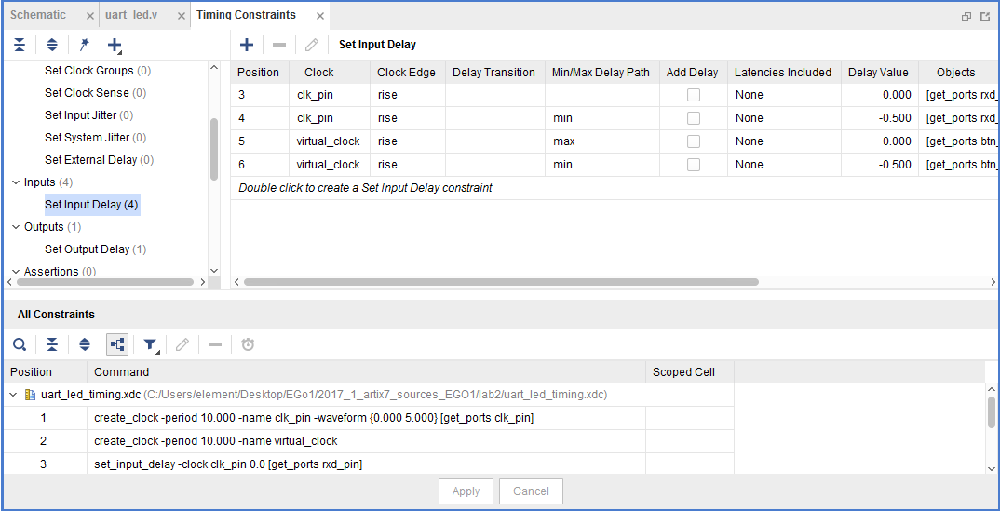 Schematic uart_led.v Timing Constraints
Set Input Delay
Set Clock Groups (0)
Set Clock Sense (0)
Set Input Jitter (0)
Set System Jitter (0)
Set External Delay (0)
Inputs (4)
Set Input Delay (4)
Outputs (1)
Set Output Delay (1)
Assertions (0)
Position Clock Clock Edge Delay Transition Min/Max Delay Path Add Delay Latencies Included Delay Value Objects
3 clk_pin rise None 0.000 [get_ports rxd_
4 clk_pin rise min None -0.500 [get_ports rxd_
5 virtual_clock rise max None 0.000 [get_ports btn_
6 virtual_clock rise min None -0.500 [get_ports btn_
Double click to create a Set Input Delay constraint
All Constraints
Position Command Scoped Cell
uart_led_timing.xdc (C:/Users/element/Desktop/EGo1/2017_1_artix7_sources_EGO1/lab2/uart_led_timing.xdc)
1 create_clock -period 10.000 -name clk_pin -waveform {0.000 5.000} [get_ports clk_pin]
2 create_clock -period 10.000 -name virtual_clock
3 set_input_delay -clock clk_pin 0.0 [get_ports rxd_pin]
Apply Cancel